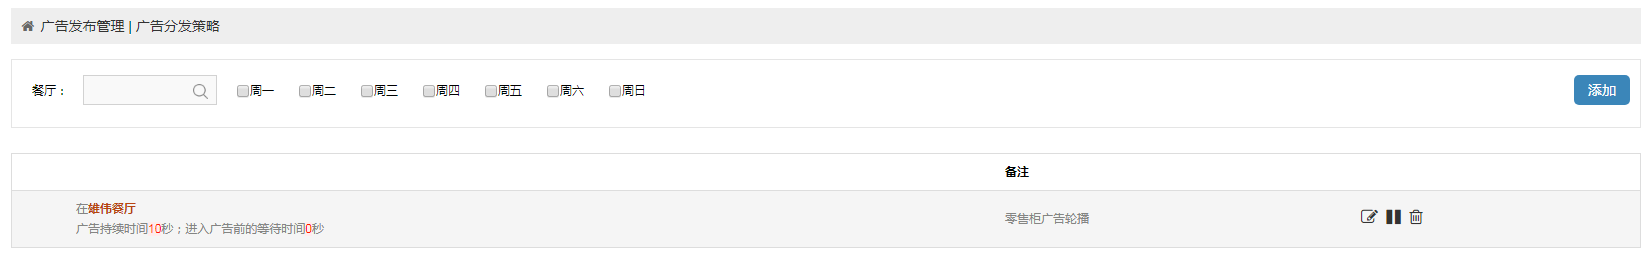 广告发布管理 | 广告分发策略
餐厅： 周一 周二 周三 周四 周五 周六 周日 添加
备注
在雄伟餐厅
广告持续时间10秒；进入广告前的等待时间0秒
零售柜广告轮播